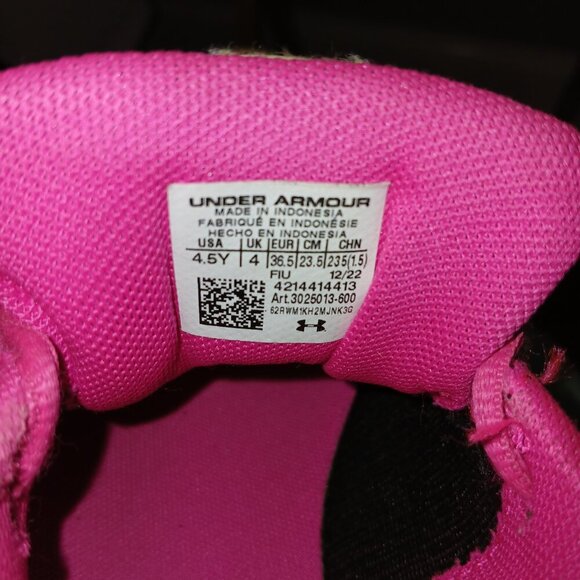 UNDER ARMOUR
MADE IN INDONESIA
FABRIQUÉ EN INDONÉSIE
HECHO EN INDONESIA
USA UK EUR CM CHN
4.5Y 4 36.5 23.5 235(1.5)
FIU 12/22
4214414413
Art.3025013-600
62RWM1KH2MJNK3G